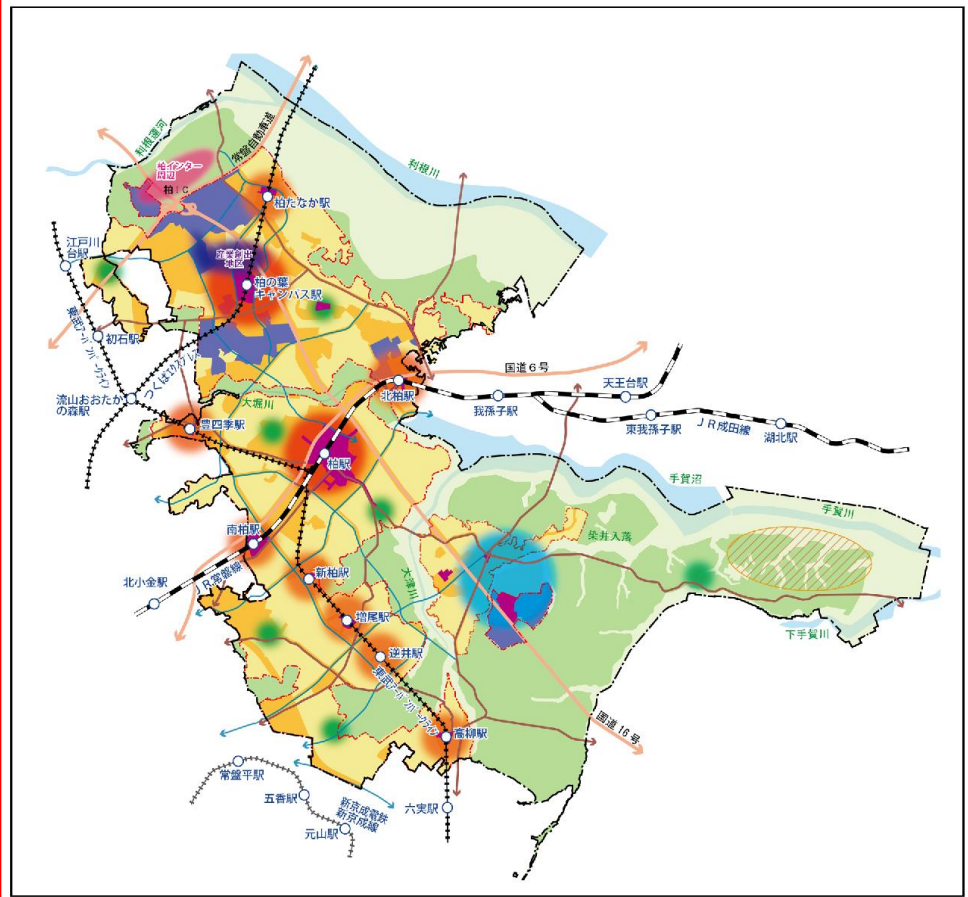 利根運河
常磐自動車道
利根川
柏インター
周辺
柏IC
柏たなか駅
江戸川
台駅
産業創出
地区
柏の葉
キャンパス駅
東武アーバンパークライン
初石駅
つくばエクスプレス
国道6号
天王台駅
流山おおたか
の森駅
大堀川
北柏駅
我孫子駅
豊四季駅
東我孫子駅
JR成田線
湖北駅
柏駅
手賀沼
手賀川
南柏駅
染井入落
北小金駅
JR常磐線
新柏駅
大津川
増尾駅
下手賀川
逆井駅
東武アーバンパークライン
国道16号
高柳駅
常盤平駅
五香駅
新京成電鉄
新京成線
六実駅
元山駅